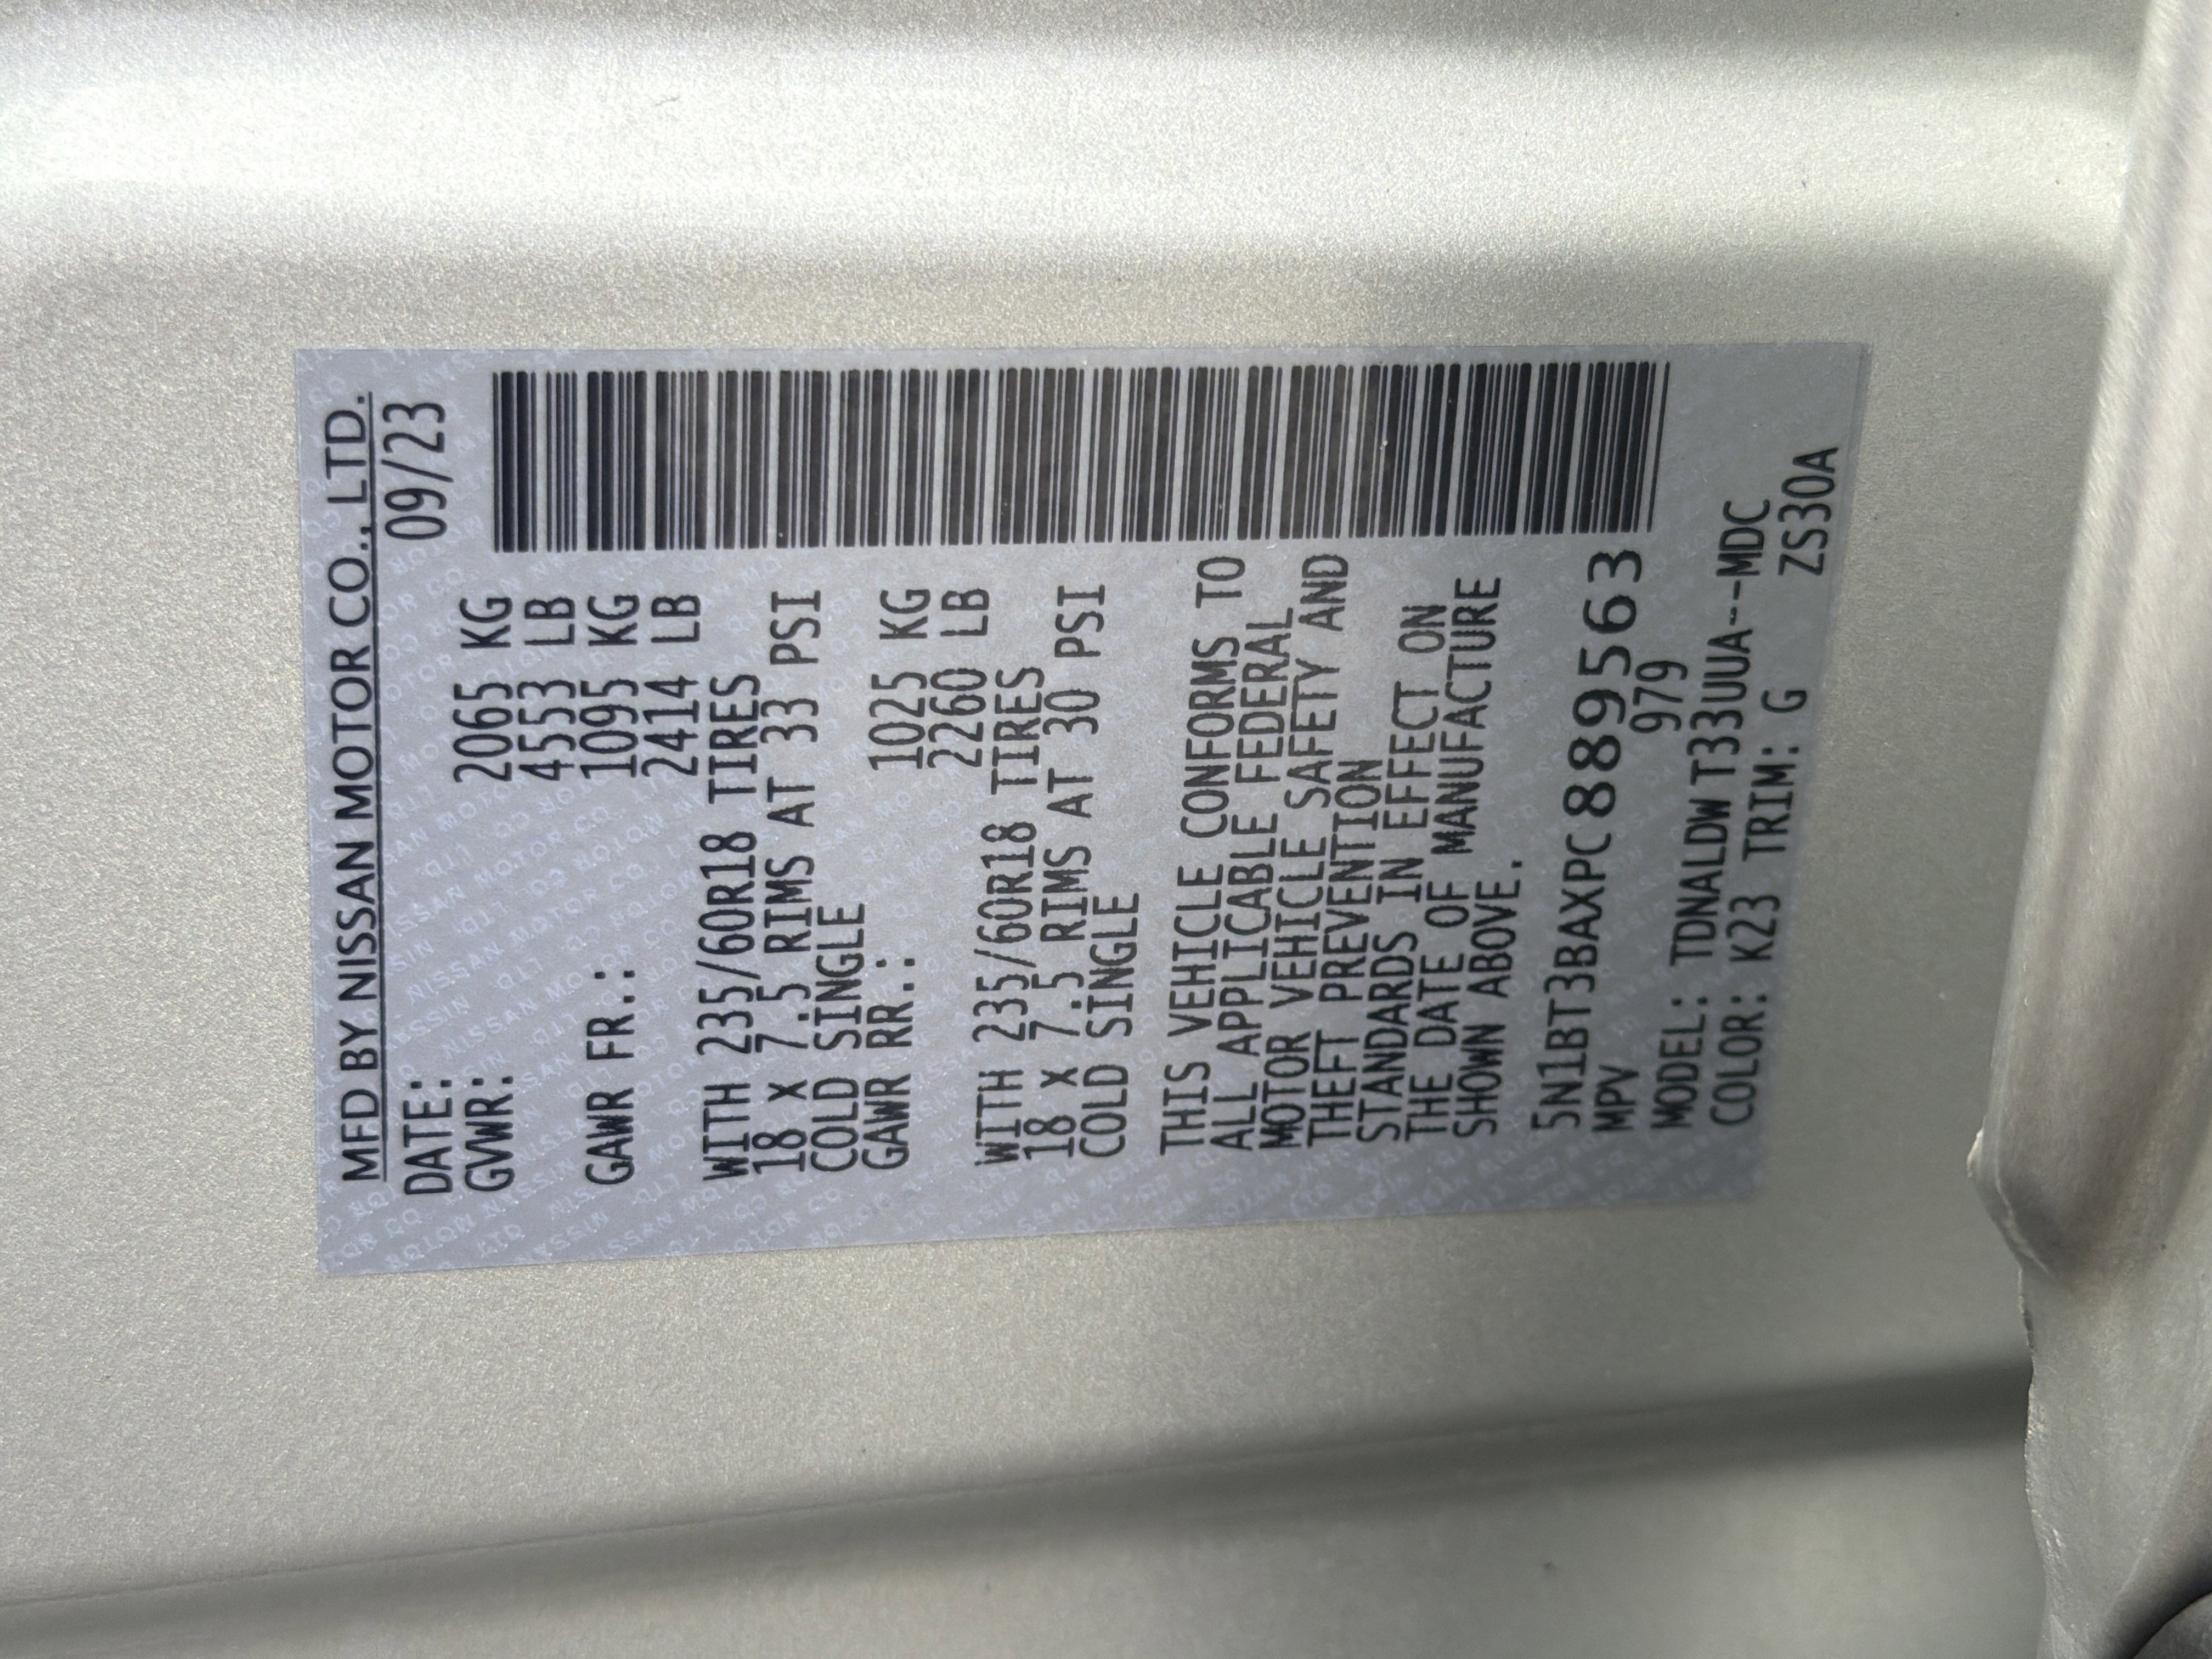 MFD BY NISSAN MOTOR CO., LTD.
DATE: 09/23
GVWR: 2065 KG
4553 LB
GAWR FR.: 1095 KG
2414 LB
WITH 235/60R18 TIRES
18 x 7.5 RIMS AT 33 PSI
COLD SINGLE
GAWR RR.: 1025 KG
2260 LB
WITH 235/60R18 TIRES
18 x 7.5 RIMS AT 30 PSI
COLD SINGLE
THIS VEHICLE CONFORMS TO
ALL APPLICABLE FEDERAL
MOTOR VEHICLE SAFETY AND
THEFT PREVENTION
STANDARDS IN EFFECT ON
THE DATE OF MANUFACTURE
SHOWN ABOVE.
5N1BT3BAXPC889563
MPV 979
MODEL: TDNALDW T33UUA--MDC
COLOR: K23 TRIM: G ZS30A